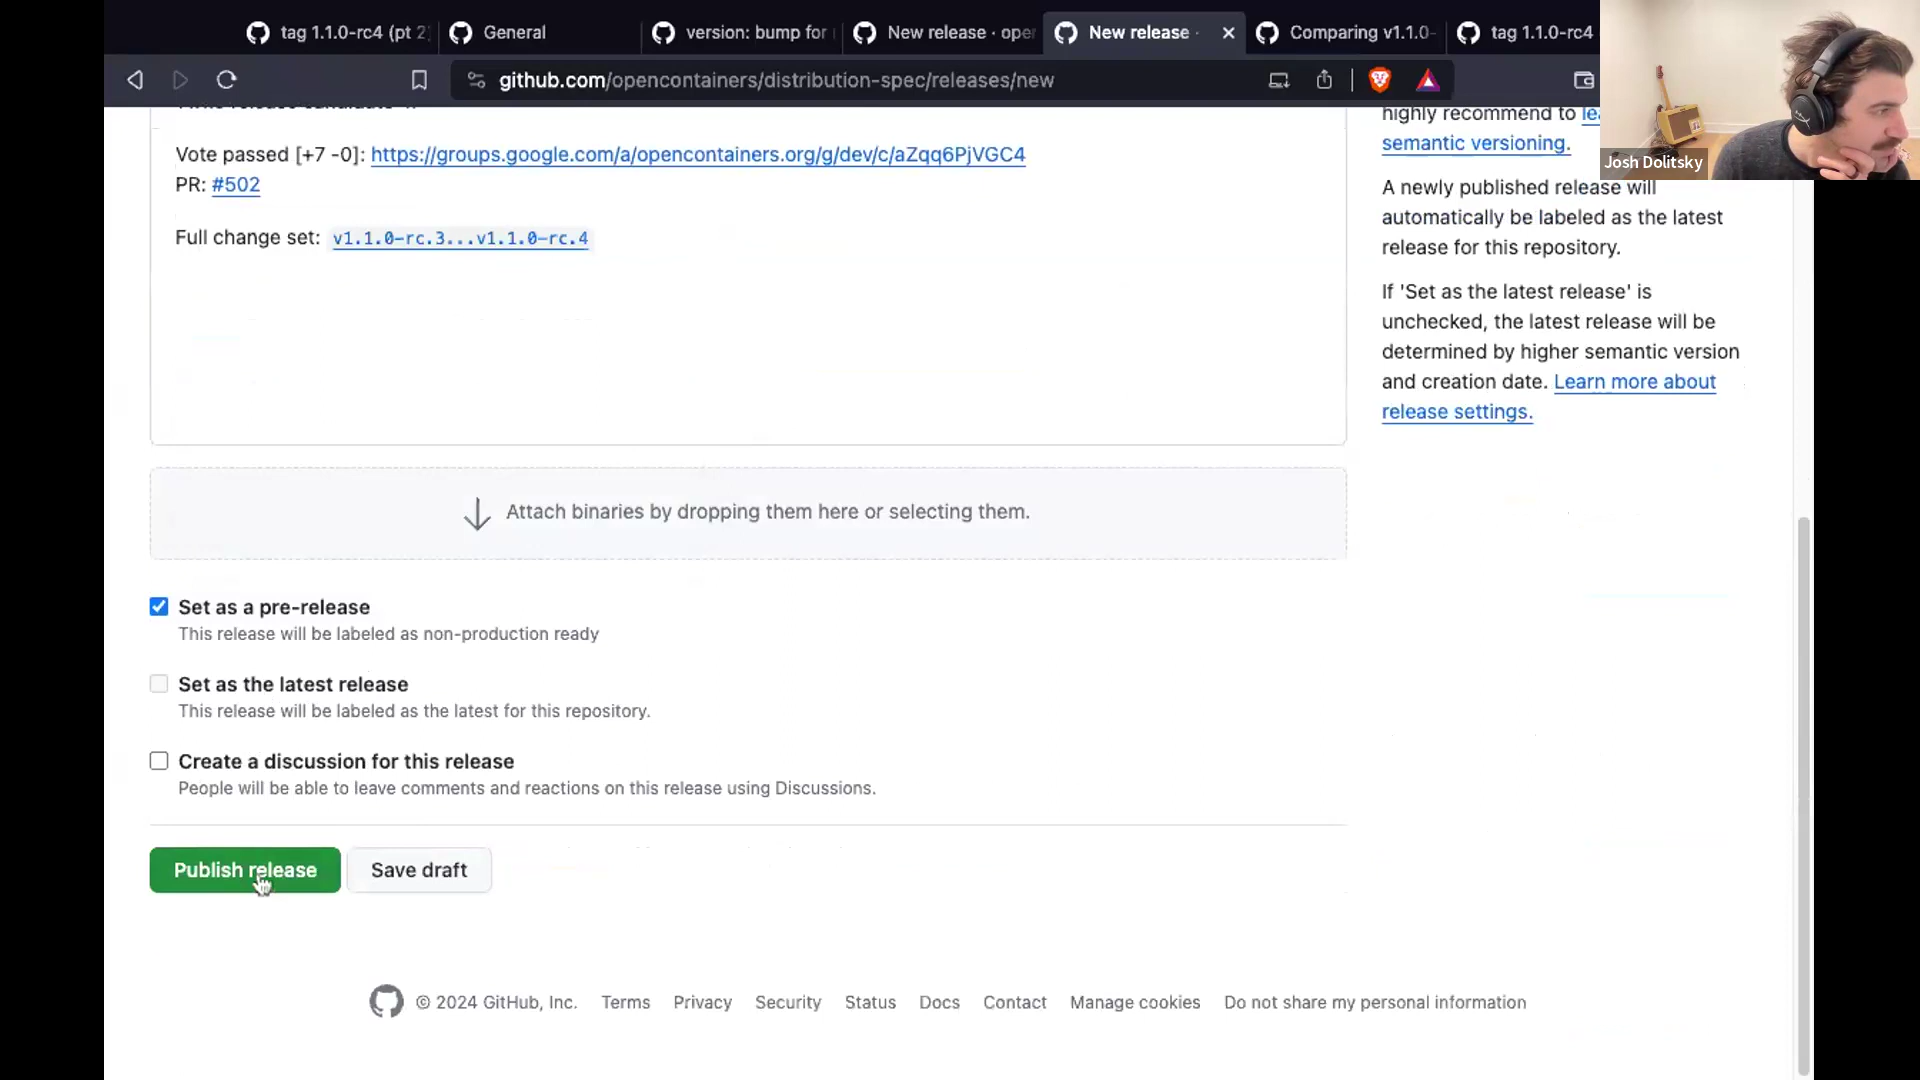 tag 1.1.0-rc4 (pt 2)
General
version: bump for
New release · ope
New release ·
Comparing v1.1.0-
tag 1.1.0-rc4
github.com/opencontainers/distribution-spec/releases/new
Josh Dolitsky
Vote passed [+7 -0]: https://groups.google.com/a/opencontainers.org/g/dev/c/aZqq6PjVGC4
PR: #502
Full change set: v1.1.0-rc.3...v1.1.0-rc.4
Attach binaries by dropping them here or selecting them.
Set as a pre-release
This release will be labeled as non-production ready
Set as the latest release
This release will be labeled as the latest for this repository.
Create a discussion for this release
People will be able to leave comments and reactions on this release using Discussions.
Publish release
Save draft
highly recommend to le
semantic versioning.
A newly published release will
automatically be labeled as the latest
release for this repository.
If 'Set as the latest release' is
unchecked, the latest release will be
determined by higher semantic version
and creation date. Learn more about
release settings.
© 2024 GitHub, Inc. Terms Privacy Security Status Docs Contact Manage cookies Do not share my personal information